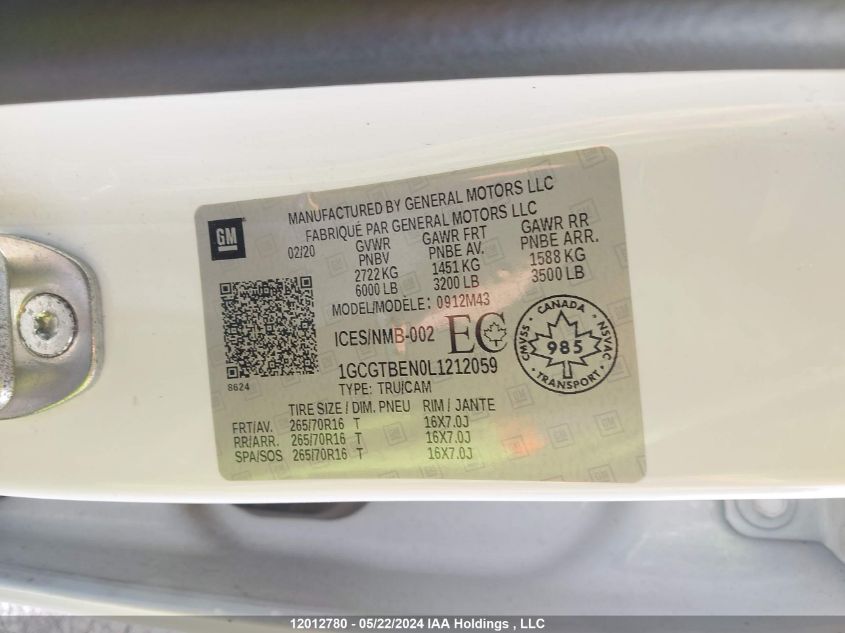 GM
MANUFACTURED BY GENERAL MOTORS LLC
FABRIQUÉ PAR GENERAL MOTORS LLC
02/20 GVWR GAWR FRT GAWR RR
PNBV PNBE AV. PNBE ARR.
2722 KG 1451 KG 1588 KG
6000 LB 3200 LB 3500 LB
MODEL/MODÈLE: 0912M43
ICES/NMB-002 EC
CANADA
CMVSS 985 NSVAC
TRANSPORT
8624
1GCGTBEN0L1212059
TYPE: TRU/CAM
TIRE SIZE / DIM. PNEU RIM / JANTE
FRT/AV. 265/70R16 T 16X7.0J
RR/ARR. 265/70R16 T 16X7.0J
SPA/SOS 265/70R16 T 16X7.0J
12012780 - 05/22/2024 IAA Holdings , LLC